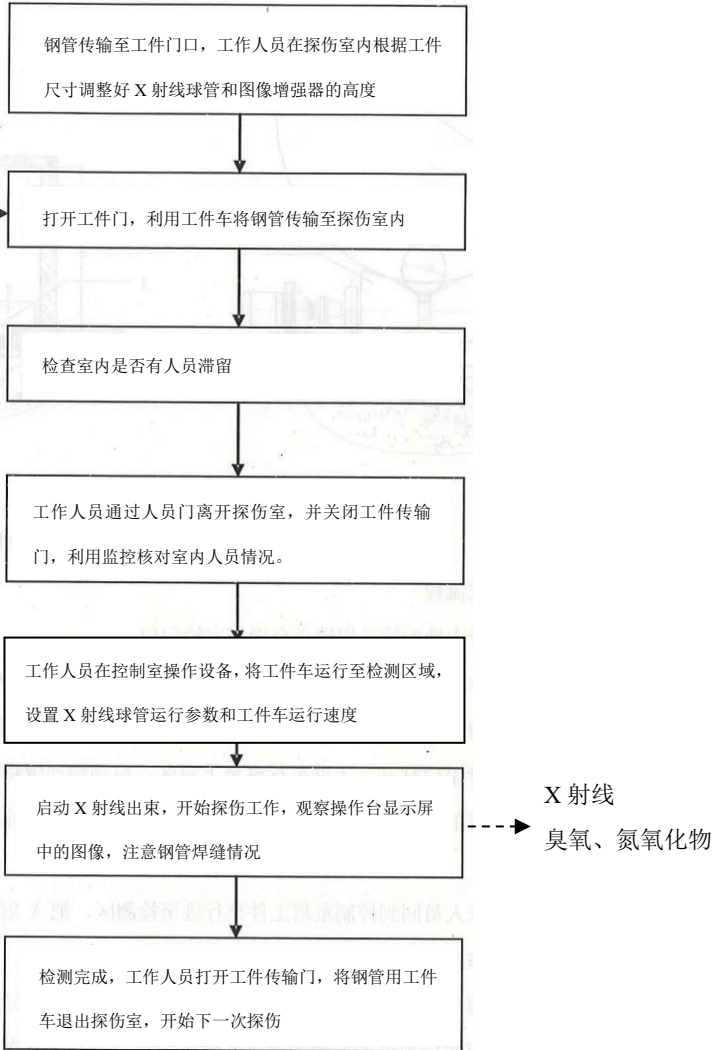 钢管传输至工件门口，工作人员在探伤室内根据工件
尺寸调整好 X 射线球管和图像增强器的高度
打开工件门，利用工件车将钢管传输至探伤室内
检查室内是否有人员滞留
工作人员通过人员门离开探伤室，并关闭工件传输
门，利用监控核对室内人员情况。
工作人员在控制室操作设备，将工件车运行至检测区域，
设置 X 射线球管运行参数和工件车运行速度
启动 X 射线出束，开始探伤工作，观察操作台显示屏
中的图像，注意钢管焊缝情况
X 射线
臭氧、氮氧化物
检测完成，工作人员打开工件传输门，将钢管用工件
车退出探伤室，开始下一次探伤